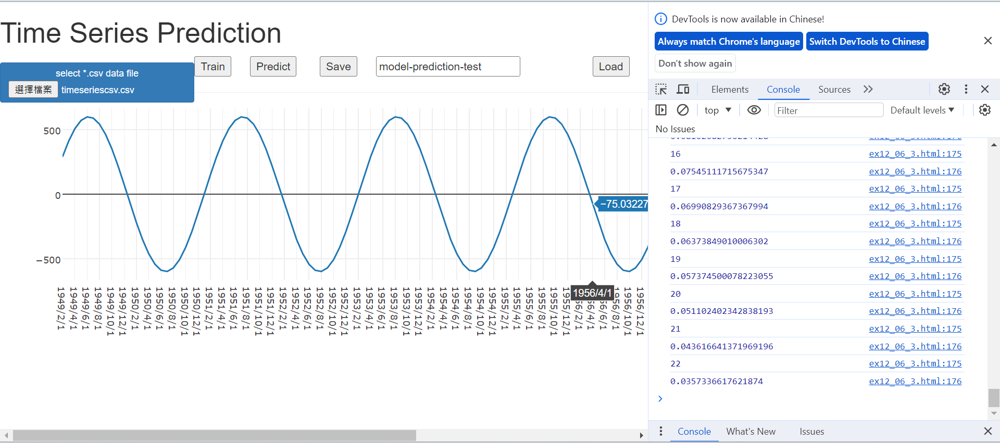 Time Series Prediction
select *.csv data file
選擇檔案 timeseriescsv.csv
Train
Predict
Save
model-prediction-test
Load
500
0
−500
−75.03227
1949/2/1
1949/4/1
1949/6/1
1949/8/1
1949/10/1
1949/12/1
1950/2/1
1950/4/1
1950/6/1
1950/8/1
1950/10/1
1950/12/1
1951/2/1
1951/4/1
1951/6/1
1951/8/1
1951/10/1
1951/12/1
1952/2/1
1952/4/1
1952/6/1
1952/8/1
1952/10/1
1952/12/1
1953/2/1
1953/4/1
1953/6/1
1953/8/1
1953/10/1
1953/12/1
1954/2/1
1954/4/1
1954/6/1
1954/8/1
1954/10/1
1954/12/1
1955/2/1
1955/4/1
1955/6/1
1955/8/1
1955/10/1
1955/12/1
1956/2/1
1956/4/1
1956/6/1
1956/8/1
1956/10/1
1956/12/1
1956/4/1
DevTools is now available in Chinese!
Always match Chrome's language
Switch DevTools to Chinese
Don't show again
Elements
Console
Sources
top
Filter
Default levels
No Issues
16 ex12_06_3.html:175
0.07545111715675347 ex12_06_3.html:176
17 ex12_06_3.html:175
0.06990829367367994 ex12_06_3.html:176
18 ex12_06_3.html:175
0.06373849010006302 ex12_06_3.html:176
19 ex12_06_3.html:175
0.057374500078223055 ex12_06_3.html:176
20 ex12_06_3.html:175
0.051102402342838193 ex12_06_3.html:176
21 ex12_06_3.html:175
0.043616641371969196 ex12_06_3.html:176
22 ex12_06_3.html:175
0.0357336617621874 ex12_06_3.html:176
Console
What's New
Issues